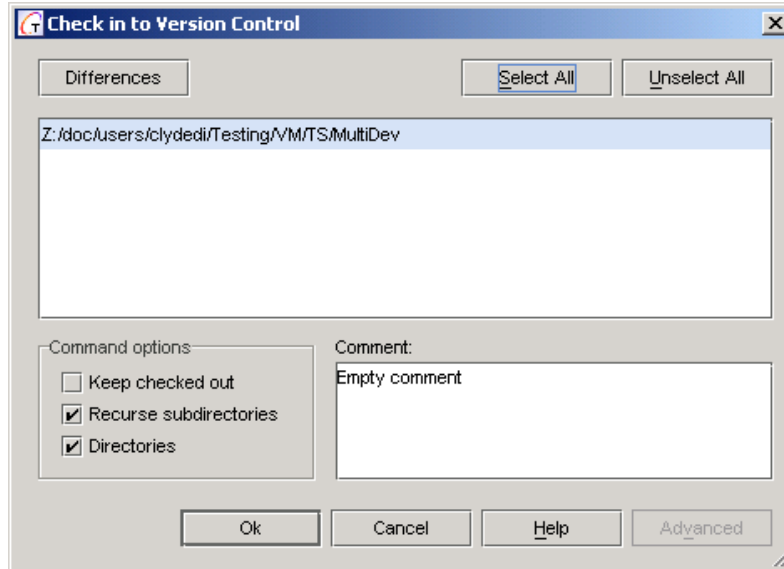 Check in to Version Control
Differences
Select All
Unselect All
Z:/doc/users/clydedi/Testing/VM/TS/MultiDev
Command options
Keep checked out
Recurse subdirectories
Directories
Comment:
Empty comment
Ok
Cancel
Help
Advanced